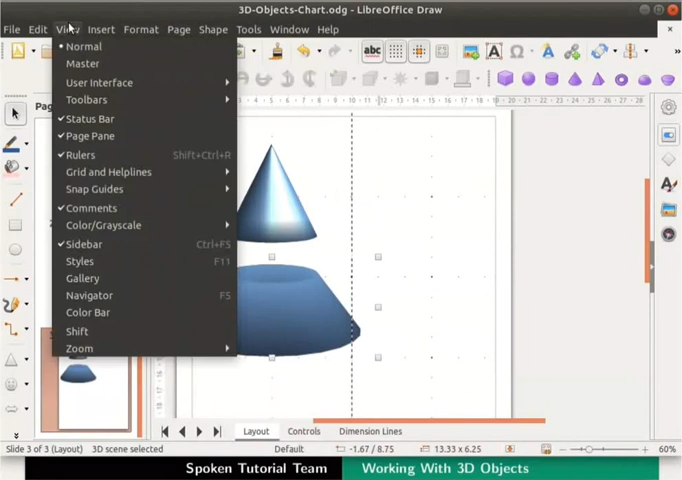 3D-Objects-Chart.odg - LibreOffice Draw
File Edit View Insert Format Page Shape Tools Window Help
Normal
Master
User Interface
Toolbars
Status Bar
Page Pane
Rulers Shift+Ctrl+R
Grid and Helplines
Snap Guides
Comments
Color/Grayscale
Sidebar Ctrl+F5
Styles F11
Gallery
Navigator F5
Color Bar
Shift
Zoom
abc
A
Pag
Layout Controls Dimension Lines
Slide 3 of 3 (Layout) 3D scene selected Default -1.67 / 8.75 13.33 x 6.25 60%
Spoken Tutorial Team Working With 3D Objects